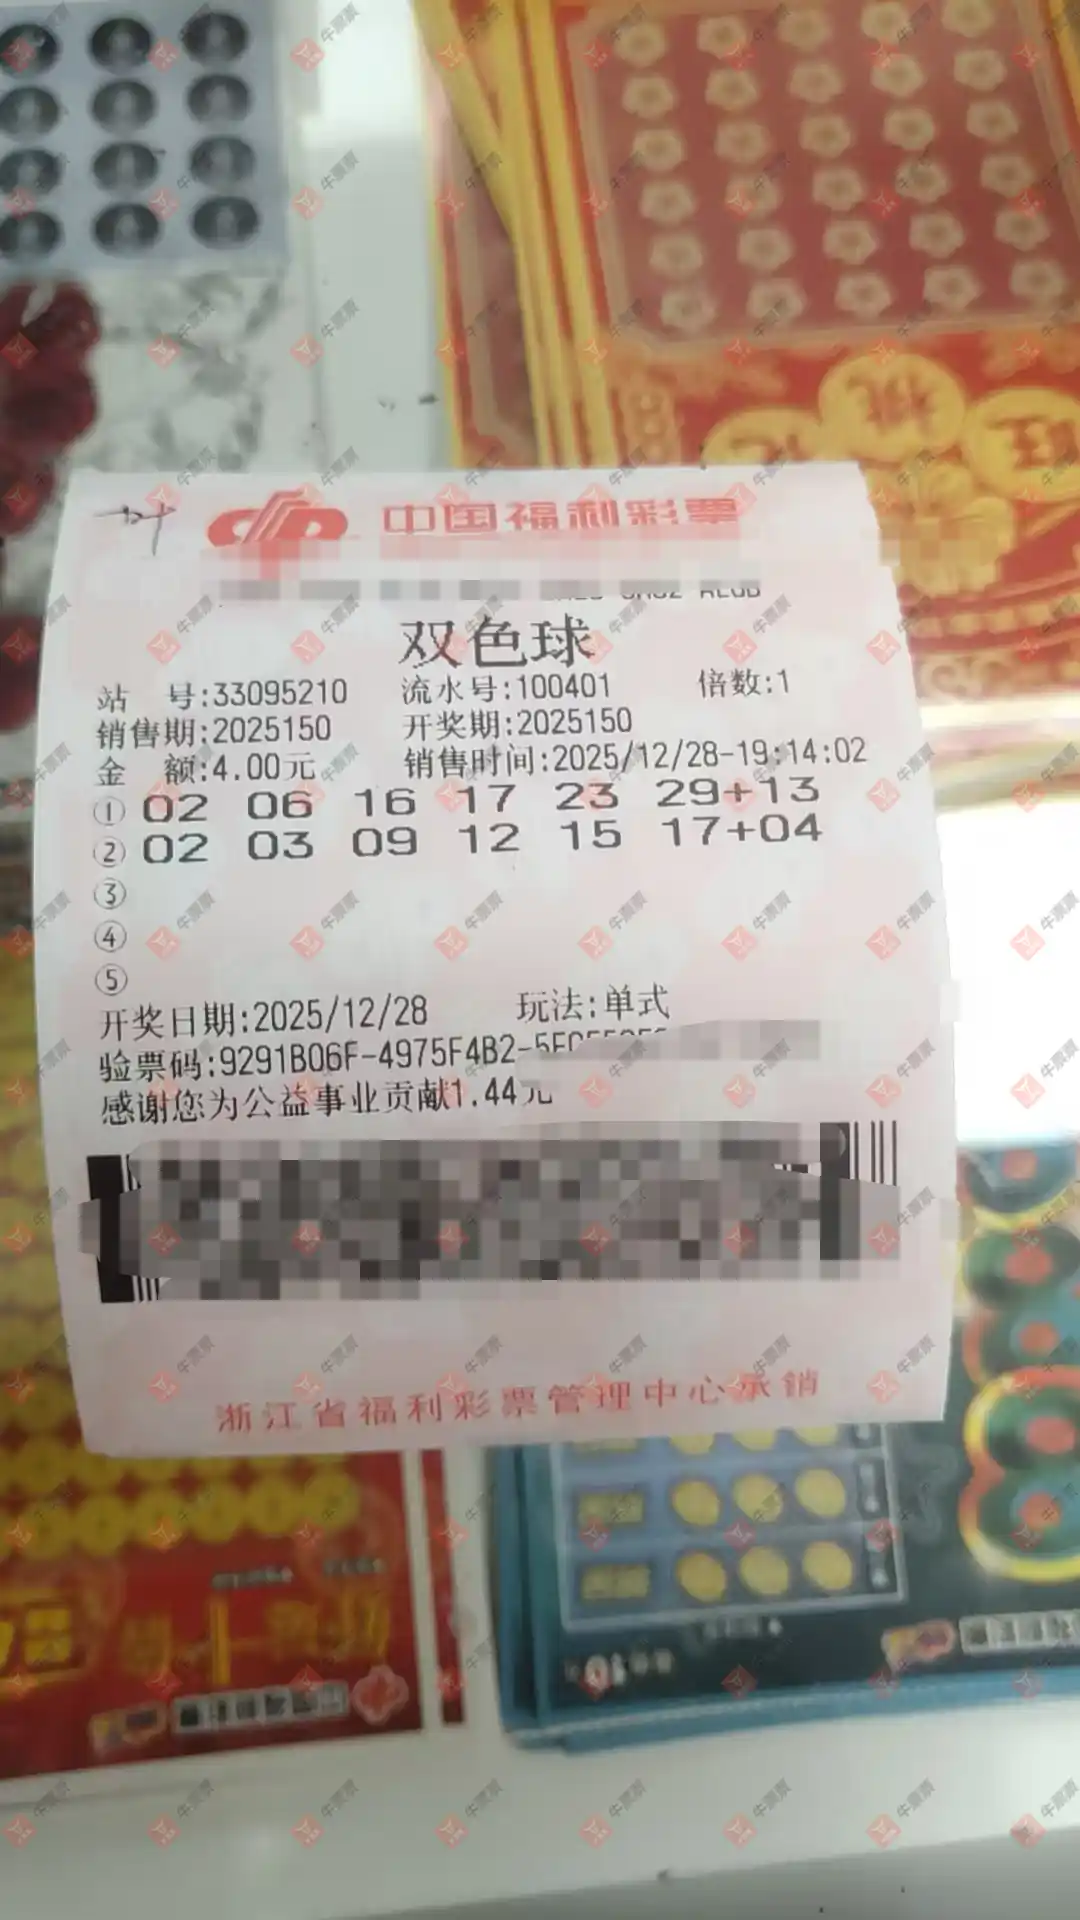 中国福利彩票
双色球
站 号:33095210 流水号:100401 倍数:1
销售期:2025150 开奖期:2025150
金 额:4.00元 销售时间:2025/12/28-19:14:02
① 02 06 16 17 23 29+13
② 02 03 09 12 15 17+04
③
④
⑤
开奖日期:2025/12/28 玩法:单式
验票码:9291B06F-4975F4B2-
感谢您为公益事业贡献1.44元
浙江省福利彩票管理中心承销
牛票票